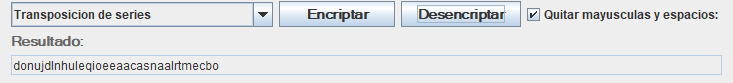 Transposicion de series Encriptar Desencriptar Quitar mayusculas y espacios:
Resultado:
donujdlnhuleqioeeaacasnaalrtmecbo